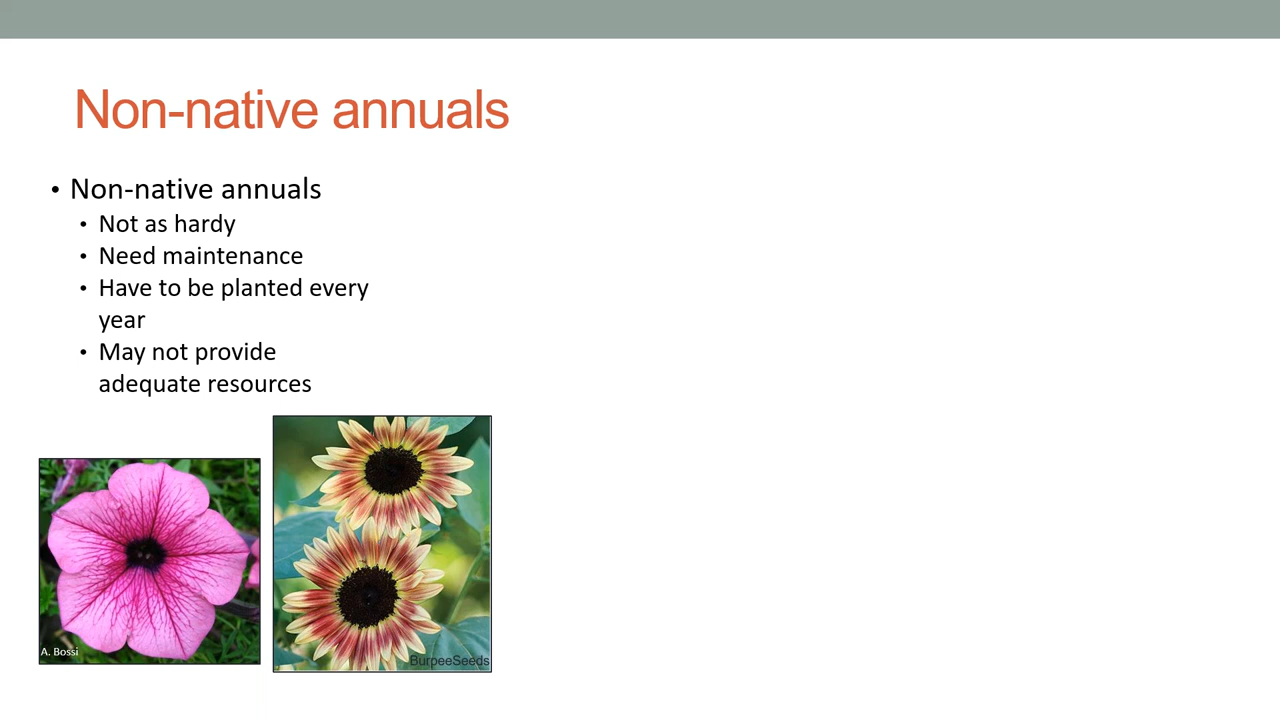 Non-native annuals
• Non-native annuals
• Not as hardy
• Need maintenance
• Have to be planted every
year
• May not provide
adequate resources
A. Bossi
BurpeeSeeds